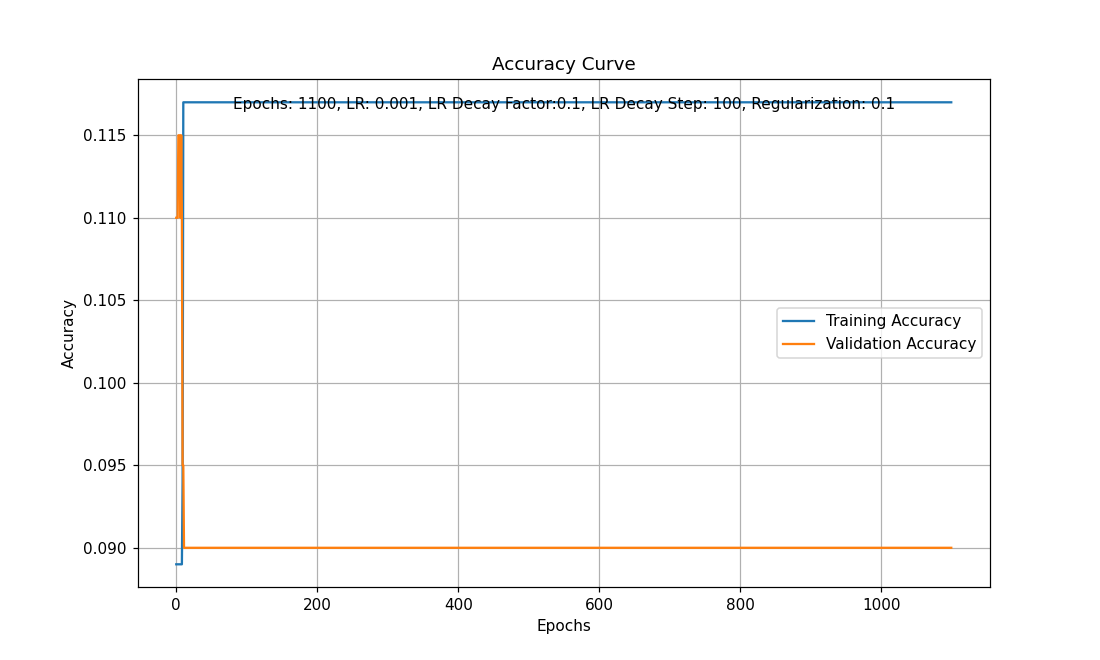 Accuracy Curve
Epochs: 1100, LR: 0.001, LR Decay Factor:0.1, LR Decay Step: 100, Regularization: 0.1
0.115
0.110
0.105
0.100
0.095
0.090
Accuracy
Training Accuracy
Validation Accuracy
0 200 400 600 800 1000
Epochs